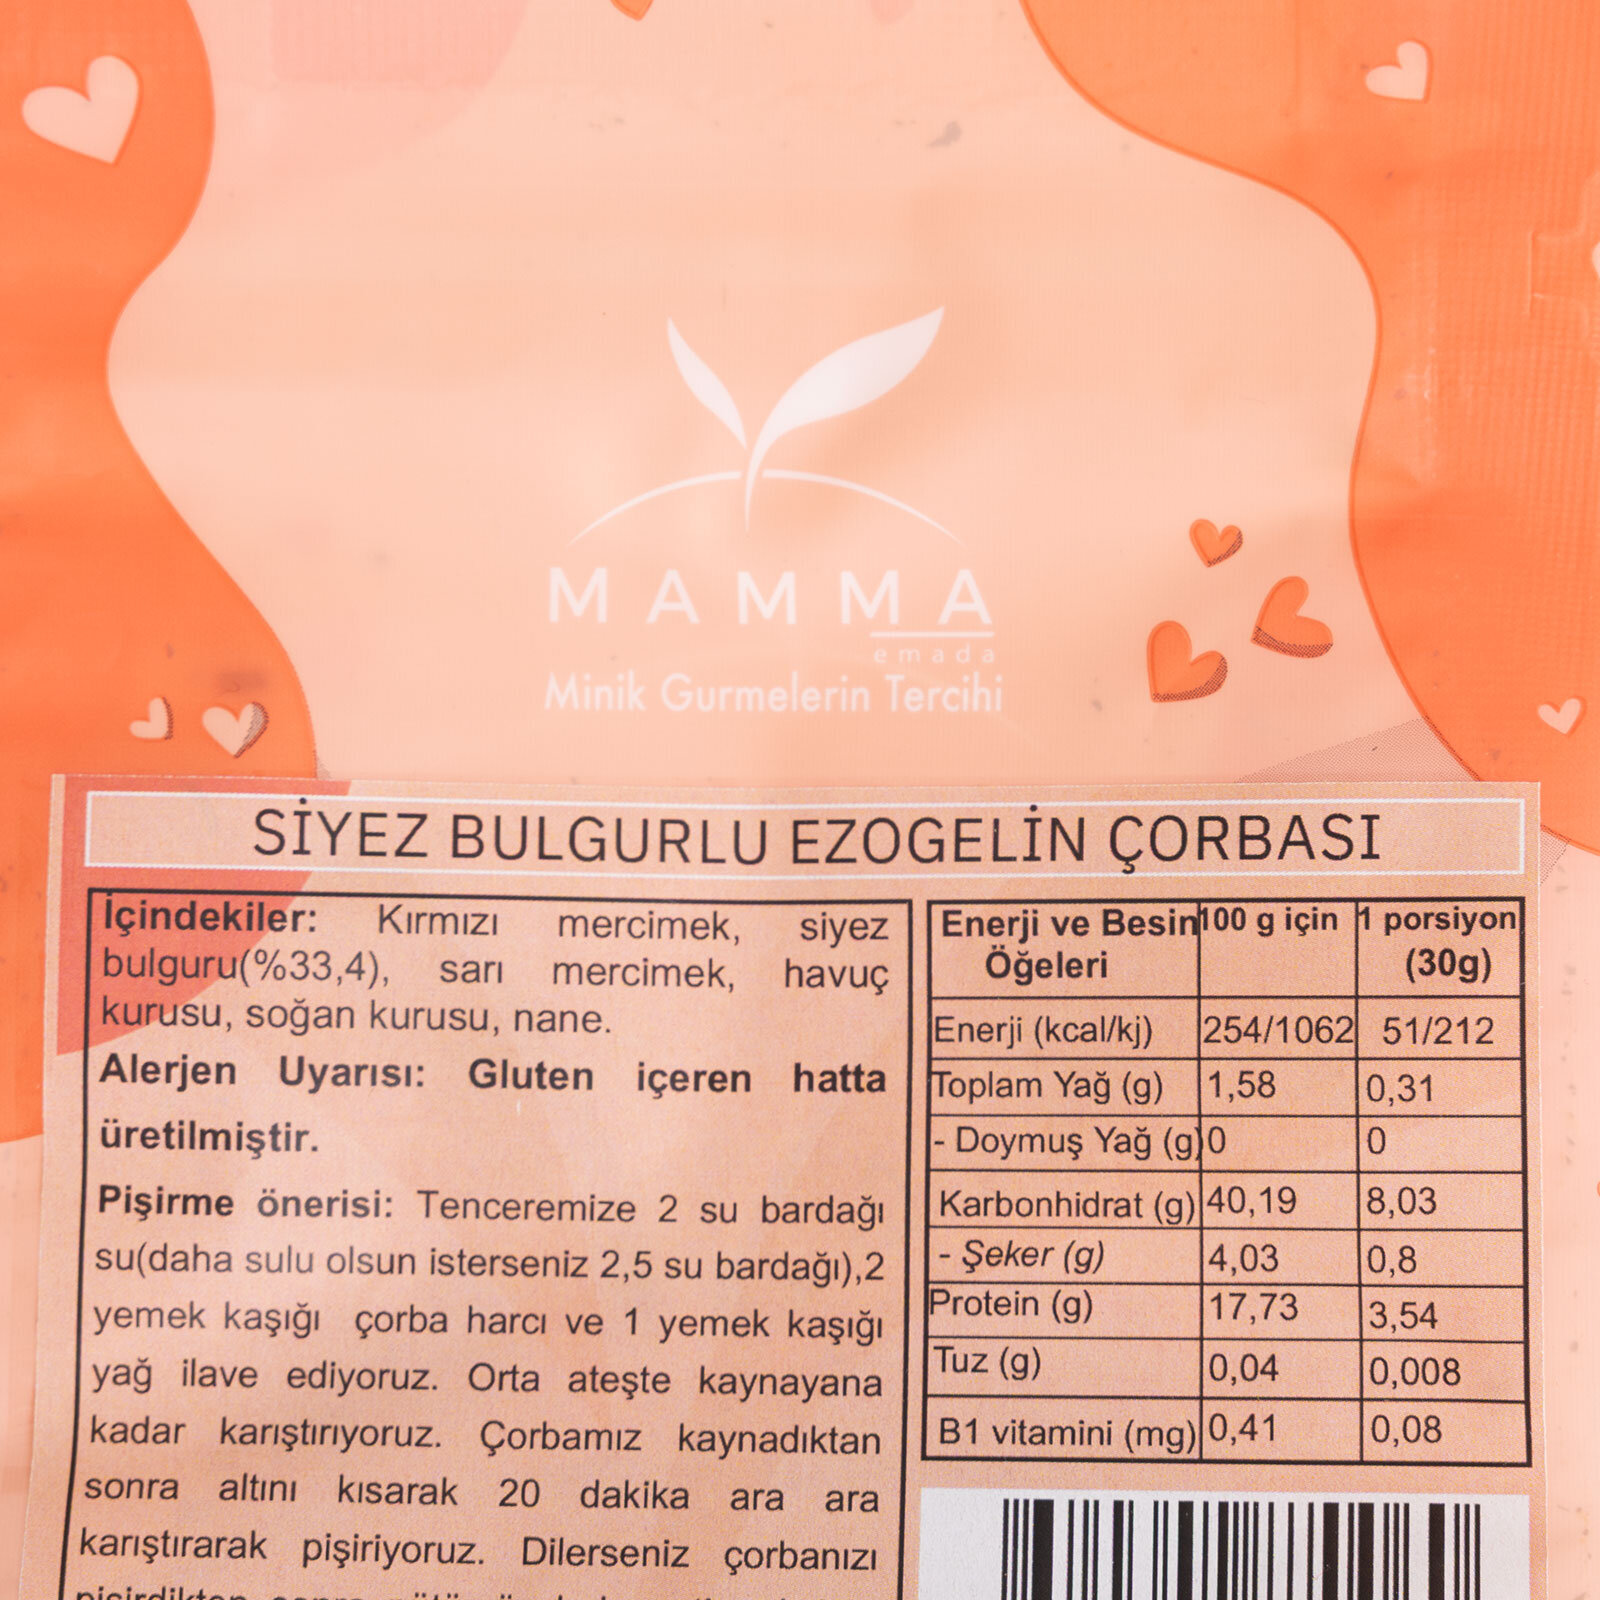 MAMMA
emada
Minik Gurmelerin Tercihi
SİYEZ BULGURLU EZOGELİN ÇORBASI
İçindekiler: Kırmızı mercimek, siyez
bulguru(%33,4), sarı mercimek, havuç
kurusu, soğan kurusu, nane.
Alerjen Uyarısı: Gluten içeren hatta
üretilmiştir.
Pişirme önerisi: Tenceremize 2 su bardağı
su(daha sulu olsun isterseniz 2,5 su bardağı),2
yemek kaşığı çorba harcı ve 1 yemek kaşığı
yağ ilave ediyoruz. Orta ateşte kaynayana
kadar karıştırıyoruz. Çorbamız kaynadıktan
sonra altını kısarak 20 dakika ara ara
karıştırarak pişiriyoruz. Dilerseniz çorbanızı
pişirdikten sonra
Enerji ve Besin Öğeleri 100 g için 1 porsiyon (30g)
Enerji (kcal/kj) 254/1062 51/212
Toplam Yağ (g) 1,58 0,31
- Doymuş Yağ (g) 0 0
Karbonhidrat (g) 40,19 8,03
- Şeker (g) 4,03 0,8
Protein (g) 17,73 3,54
Tuz (g) 0,04 0,008
B1 vitamini (mg) 0,41 0,08